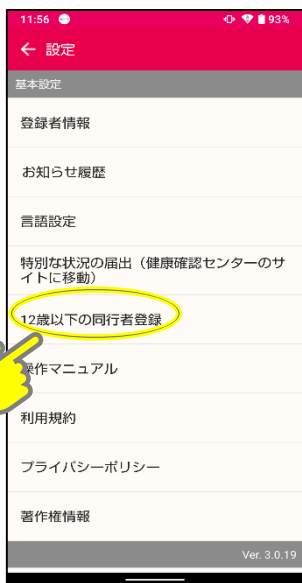 11:56
93%
← 設定
基本設定
登録者情報
お知らせ履歴
言語設定
特別な状況の届出（健康確認センターのサ
イトに移動）
12歳以下の同行者登録
操作マニュアル
利用規約
プライバシーポリシー
著作権情報
Ver. 3.0.19